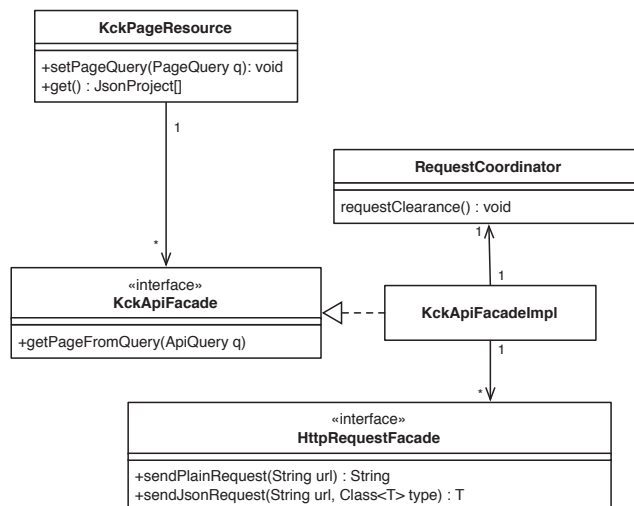 KckPageResource
+setPageQuery(PageQuery q): void
+get() : JsonProject[]
1
*
RequestCoordinator
requestClearance() : void
1
1
«interface»
KckApiFacade
+getPageFromQuery(ApiQuery q)
KckApiFacadeImpl
1
*
«interface»
HttpRequestFacade
+sendPlainRequest(String url) : String
+sendJsonRequest(String url, Class<T> type) : T